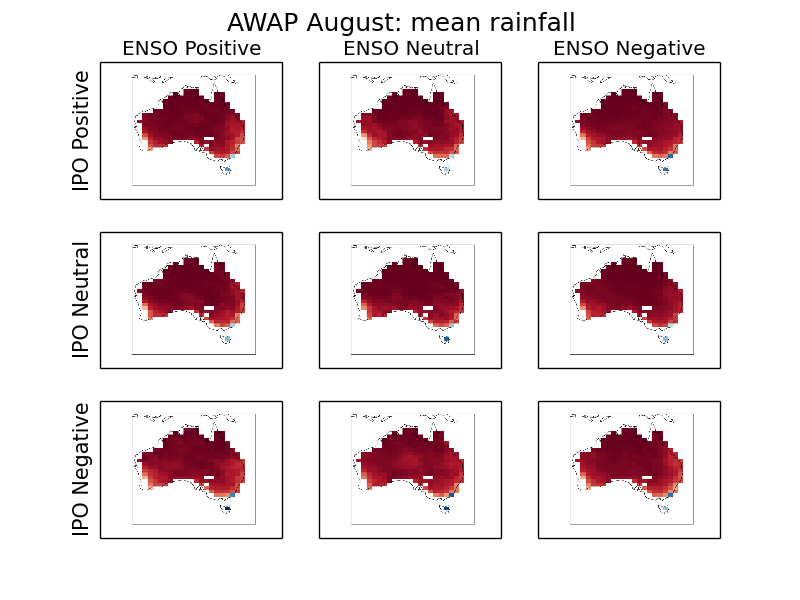 AWAP August: mean rainfall
ENSO Positive
ENSO Neutral
ENSO Negative
IPO Positive
IPO Neutral
IPO Negative